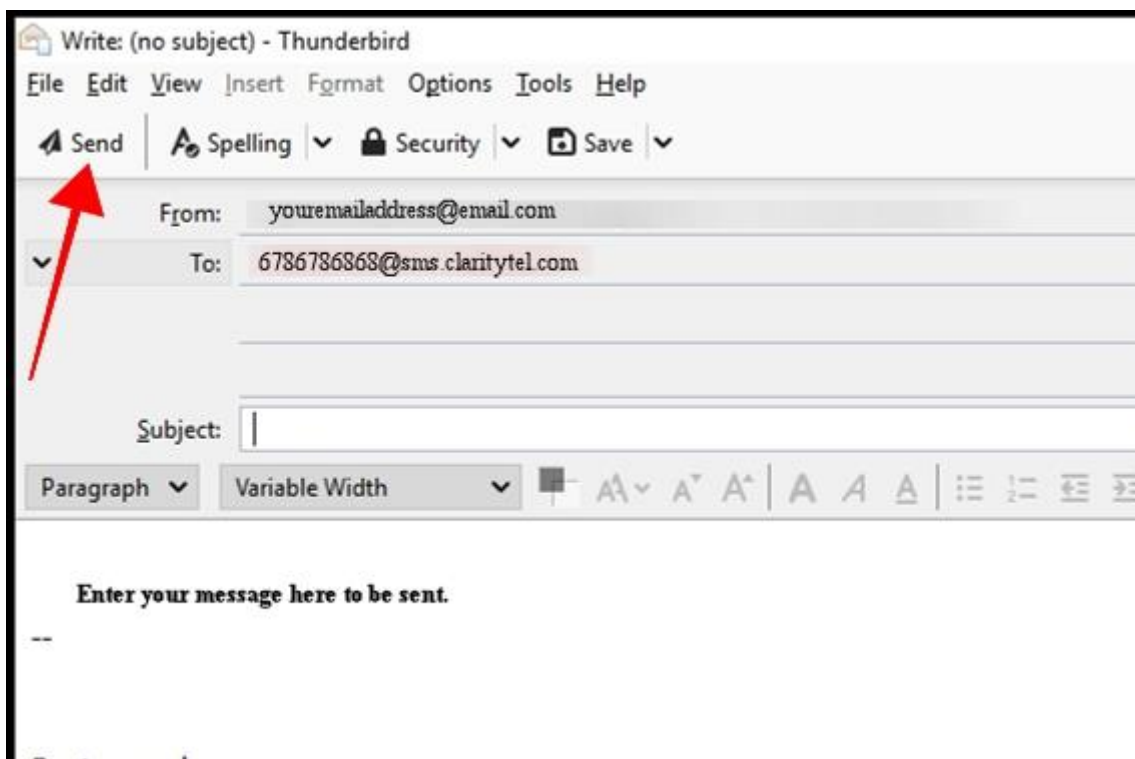 Write: (no subject) - Thunderbird
File Edit View Insert Format Options Tools Help
Send Spelling Security Save
From: youremailaddress@email.com
To: 6786786868@sms.claritytel.com
Subject:
Paragraph Variable Width
Enter your message here to be sent.
--